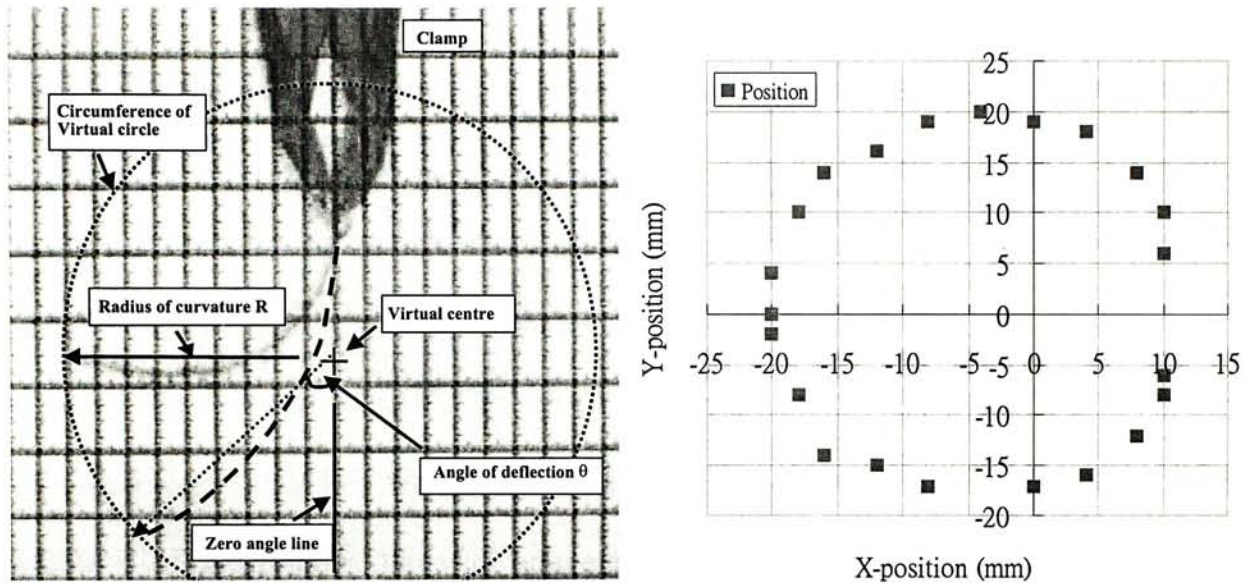 Clamp
Circumference of
Virtual circle
Radius of curvature R
Virtual centre
Angle of deflection θ
Zero angle line
Position
Y-position (mm)
25
20
15
10
5
0
-5
-10
-15
-20
-25 -20 -15 -10 -5 0 5 10 15
X-position (mm)